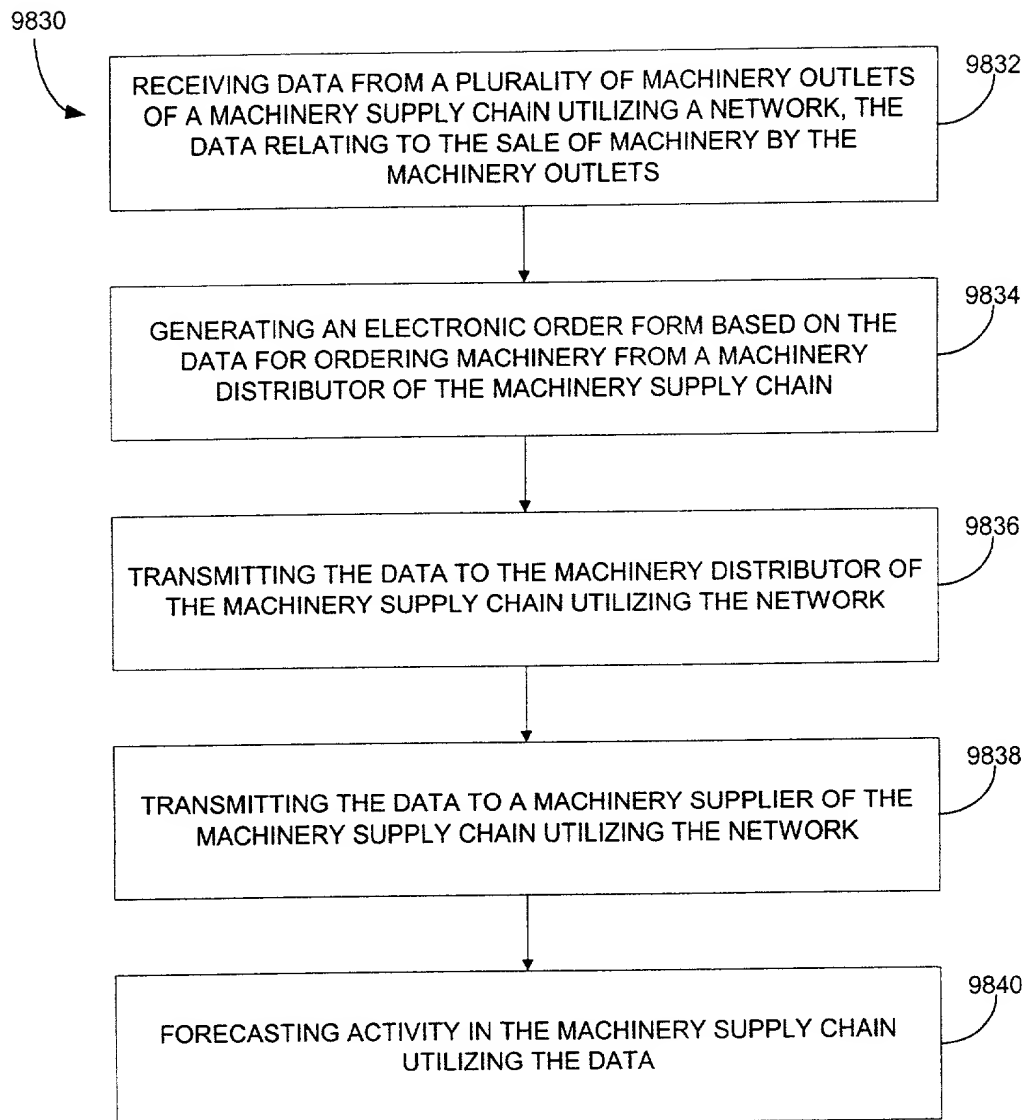 9830
RECEIVING DATA FROM A PLURALITY OF MACHINERY OUTLETS
OF A MACHINERY SUPPLY CHAIN UTILIZING A NETWORK, THE
DATA RELATING TO THE SALE OF MACHINERY BY THE
MACHINERY OUTLETS
9832
GENERATING AN ELECTRONIC ORDER FORM BASED ON THE
DATA FOR ORDERING MACHINERY FROM A MACHINERY
DISTRIBUTOR OF THE MACHINERY SUPPLY CHAIN
9834
TRANSMITTING THE DATA TO THE MACHINERY DISTRIBUTOR OF
THE MACHINERY SUPPLY CHAIN UTILIZING THE NETWORK
9836
TRANSMITTING THE DATA TO A MACHINERY SUPPLIER OF THE
MACHINERY SUPPLY CHAIN UTILIZING THE NETWORK
9838
FORECASTING ACTIVITY IN THE MACHINERY SUPPLY CHAIN
UTILIZING THE DATA
9840